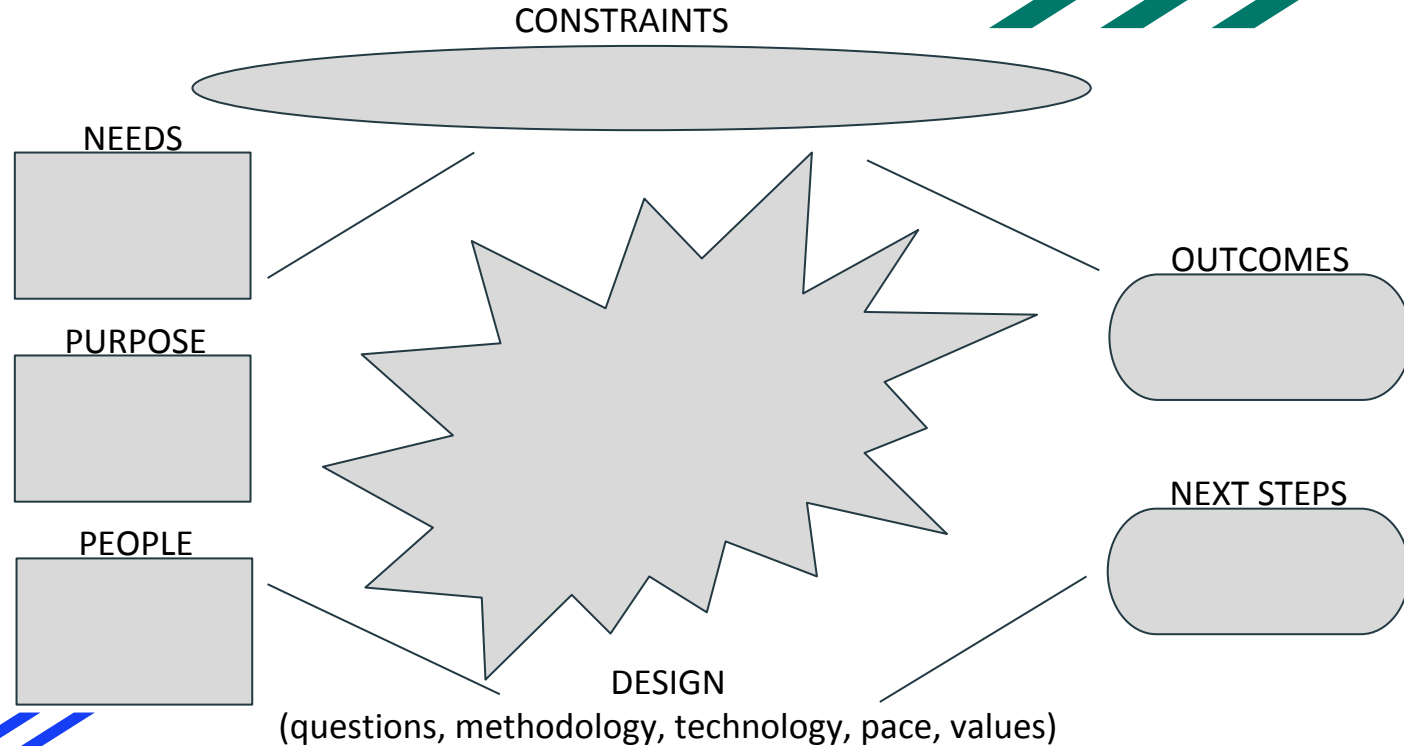 CONSTRAINTS
NEEDS
PURPOSE
PEOPLE
OUTCOMES
NEXT STEPS
DESIGN
(questions, methodology, technology, pace, values)